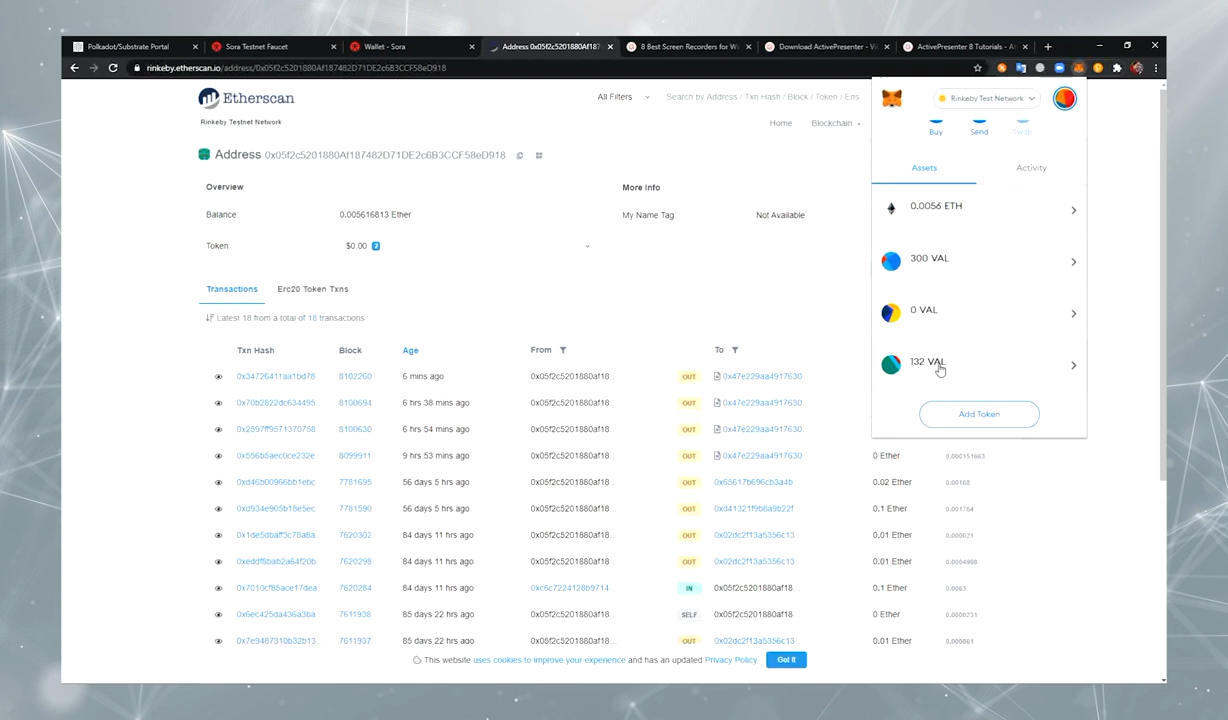 Polkadot/Substrate Portal
Sora Testnet Faucet
Wallet - Sora
Address 0x05f2c5201880Af187
8 Best Screen Recorders for W
Download ActivePresenter - Vi
ActivePresenter 8 Tutorials - A
rinkeby.etherscan.io/address/0x05f2c5201880Af187482D71DE2c6B3CCF58eD918
Etherscan
Rinkeby Testnet Network
All Filters
Search by Address / Txn Hash / Block / Token / Ens
Home
Blockchain
Rinkeby Test Network
Buy
Send
Swap
Assets
Activity
0.0056 ETH
300 VAL
0 VAL
132 VAL
Add Token
Address 0x05f2c5201880Af187482D71DE2c6B3CCF58eD918
Overview
Balance 0.005616813 Ether
Token $0.00 2
More Info
My Name Tag Not Available
Transactions Erc20 Token Txns
Latest 18 from a total of 18 transactions
Txn Hash Block Age From To
0x34726411aa1bd78 8102260 6 mins ago 0x05f2c5201880af18... OUT 0x47e229aa4917630
0x70b2822dc634495 8100694 6 hrs 38 mins ago 0x05f2c5201880af18... OUT 0x47e229aa4917630
0x2597ff9571370758 8100630 6 hrs 54 mins ago 0x05f2c5201880af18... OUT 0x47e229aa4917630
0x556b5aec0ce232e 8099911 9 hrs 53 mins ago 0x05f2c5201880af18... OUT 0x47e229aa4917630 0 Ether 0.000151663
0xd46b00966bb1ebc 7781695 56 days 5 hrs ago 0x05f2c5201880af18... OUT 0x65617b696cb3a4b 0.02 Ether 0.00168
0xd934e905b18e5ec 7781590 56 days 5 hrs ago 0x05f2c5201880af18... OUT 0xd41321f9b8a9b22f 0.1 Ether 0.001764
0x1de5dbaff3c78a8a 7620302 84 days 11 hrs ago 0x05f2c5201880af18... OUT 0x02dc2f13a5356c13 0.01 Ether 0.000021
0xeddf8bab2a64f20b 7620298 84 days 11 hrs ago 0x05f2c5201880af18... OUT 0x02dc2f13a5356c13 0.01 Ether 0.0004998
0x7010cf85ace17dea 7620284 84 days 11 hrs ago 0xc6c7224128b9714 IN 0x05f2c5201880af18... 0.1 Ether 0.0063
0x6ec425da436a3ba 7611938 85 days 22 hrs ago 0x05f2c5201880af18... SELF 0x05f2c5201880af18... 0 Ether 0.0000231
0x7e9487310b32b13... 7611937 85 days 22 hrs ago 0x05f2c5201880af18... OUT 0x02dc2f13a5356c13... 0.01 Ether 0.000861
This website uses cookies to improve your experience and has an updated Privacy Policy. Got It